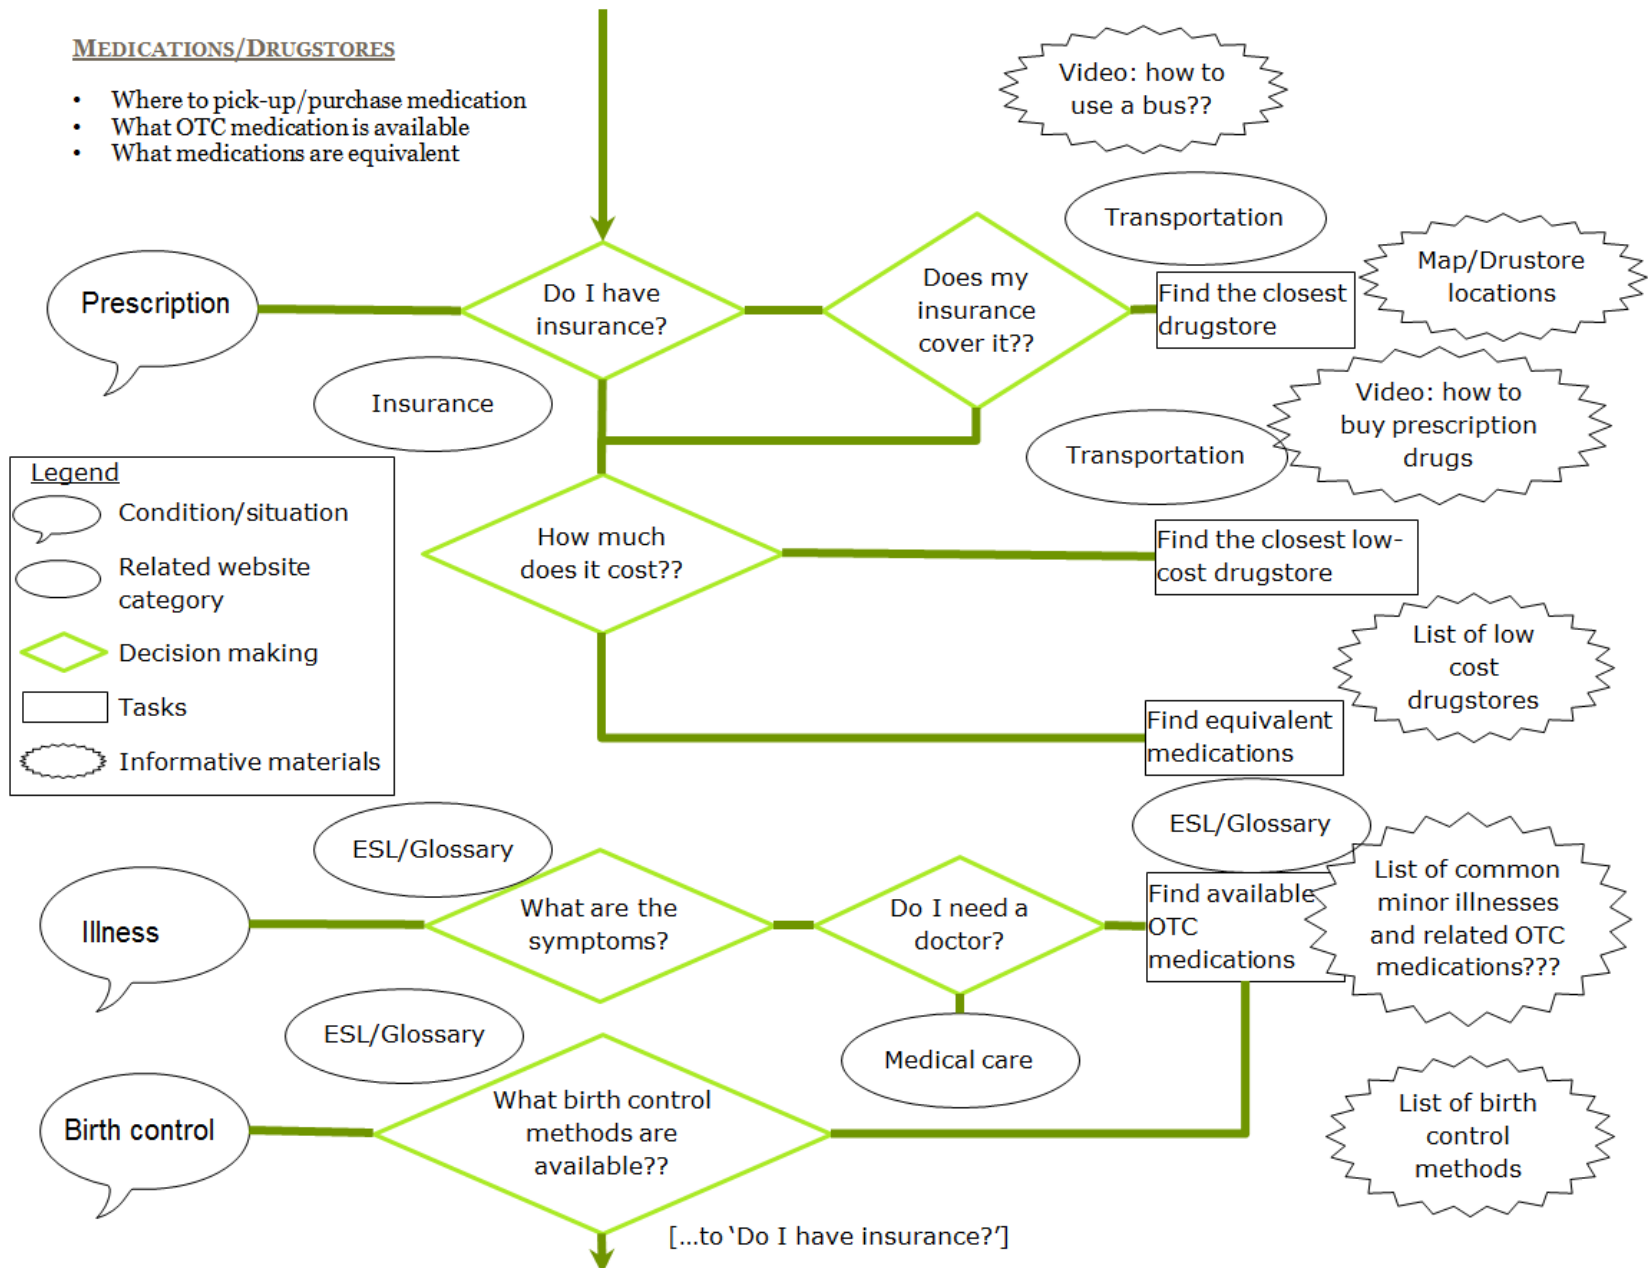 MEDICATIONS/DRUGSTORES
• Where to pick-up/purchase medication
• What OTC medication is available
• What medications are equivalent
Video: how to
use a bus??
Transportation
Prescription
Do I have
insurance?
Does my
insurance
cover it??
Find the closest
drugstore
Map/Drustore
locations
Insurance
Transportation
Video: how to
buy prescription
drugs
Legend
Condition/situation
Related website
category
Decision making
Tasks
Informative materials
How much
does it cost??
Find the closest low-
cost drugstore
List of low
cost
drugstores
Find equivalent
medications
ESL/Glossary
ESL/Glossary
Illness
What are the
symptoms?
Do I need a
doctor?
Find available
OTC
medications
List of common
minor illnesses
and related OTC
medications???
ESL/Glossary
Medical care
Birth control
What birth control
methods are
available??
List of birth
control
methods
[...to ‘Do I have insurance?’]